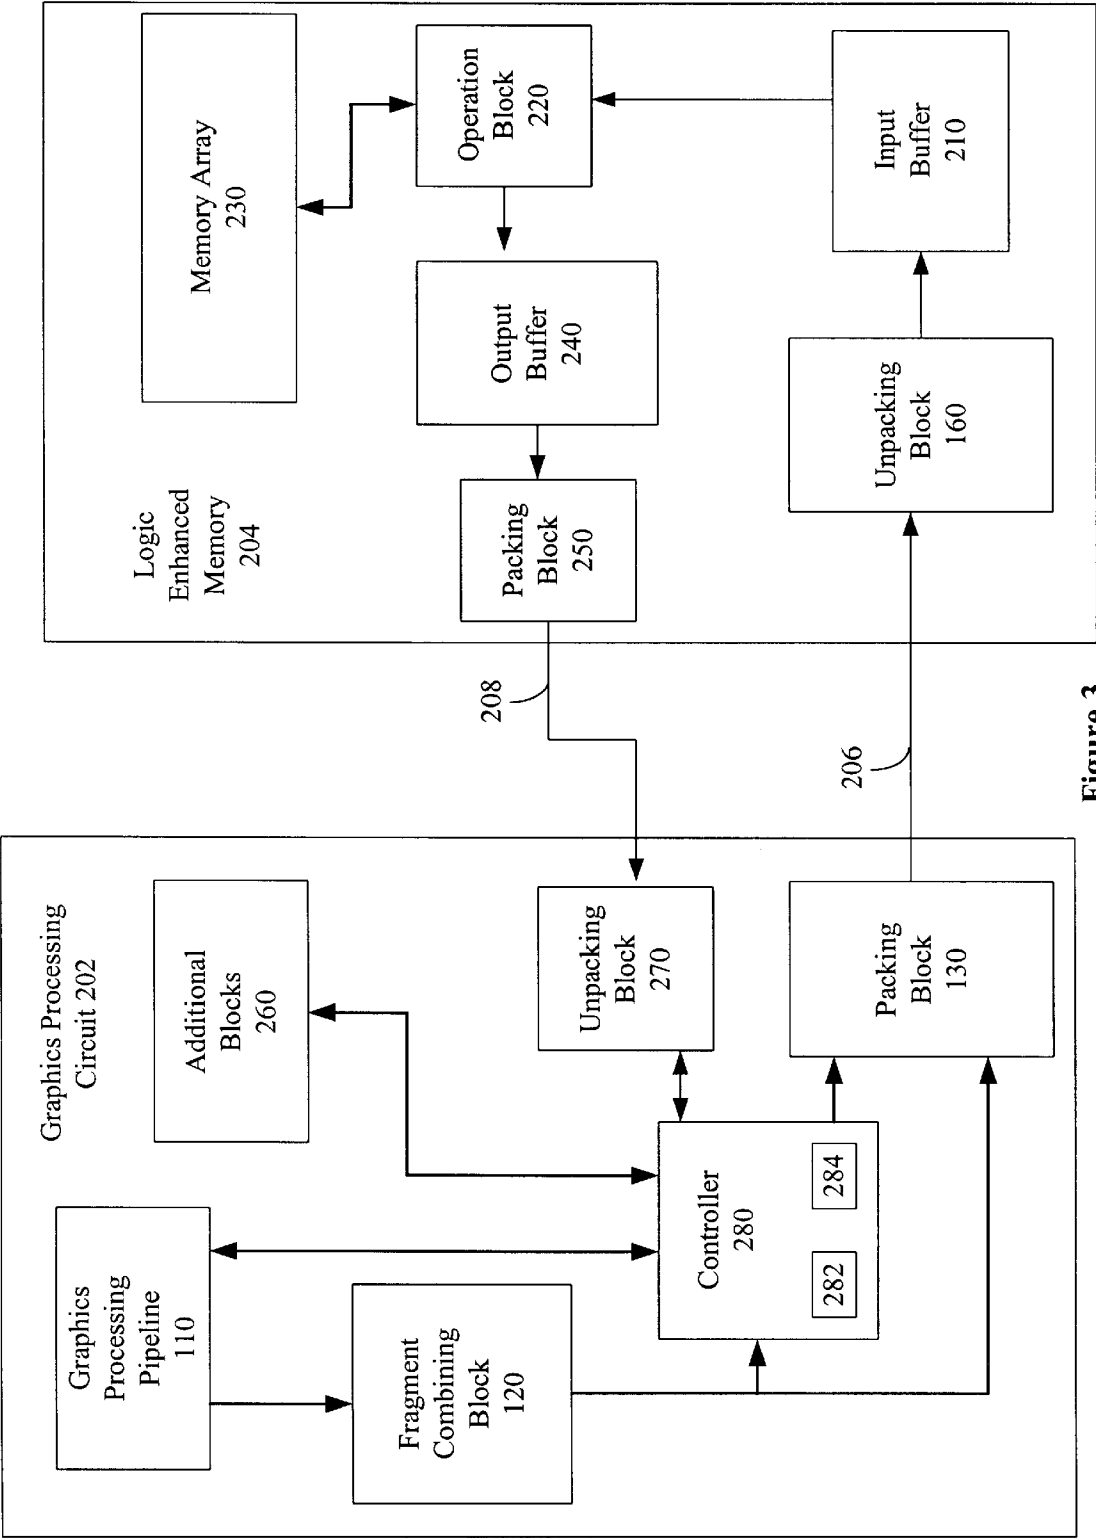 Graphics Processing
Circuit 202
Graphics
Processing
Pipeline
110
Additional
Blocks
260
Fragment
Combining
Block
120
Controller
280
282
284
Unpacking
Block
270
Packing
Block
130
208
206
Logic
Enhanced
Memory
204
Memory Array
230
Packing
Block
250
Output
Buffer
240
Operation
Block
220
Unpacking
Block
160
Input
Buffer
210
Figure 3